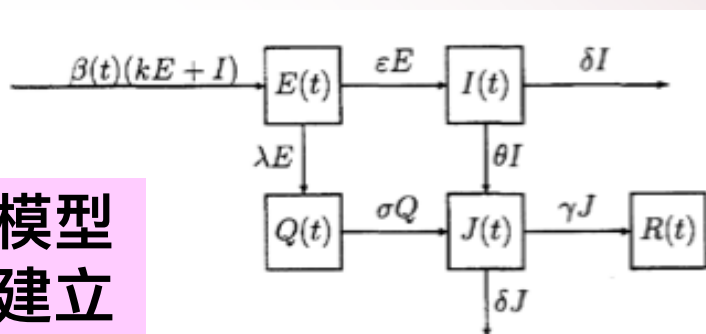 β(t)(kE + I)
E(t)
εE
I(t)
δI
λE
θI
Q(t)
σQ
J(t)
γJ
R(t)
δJ
模型
建立